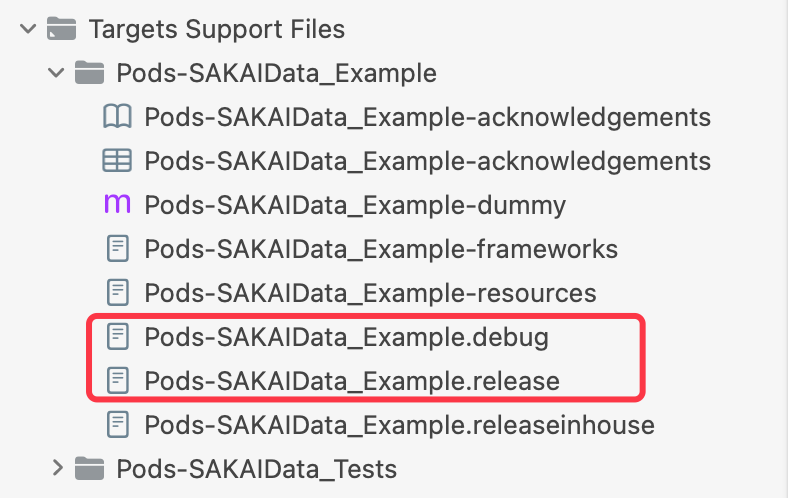 Targets Support Files
Pods-SAKAIData_Example
Pods-SAKAIData_Example-acknowledgements
Pods-SAKAIData_Example-acknowledgements
Pods-SAKAIData_Example-dummy
Pods-SAKAIData_Example-frameworks
Pods-SAKAIData_Example-resources
Pods-SAKAIData_Example.debug
Pods-SAKAIData_Example.release
Pods-SAKAIData_Example.releaseinhouse
Pods-SAKAIData_Tests